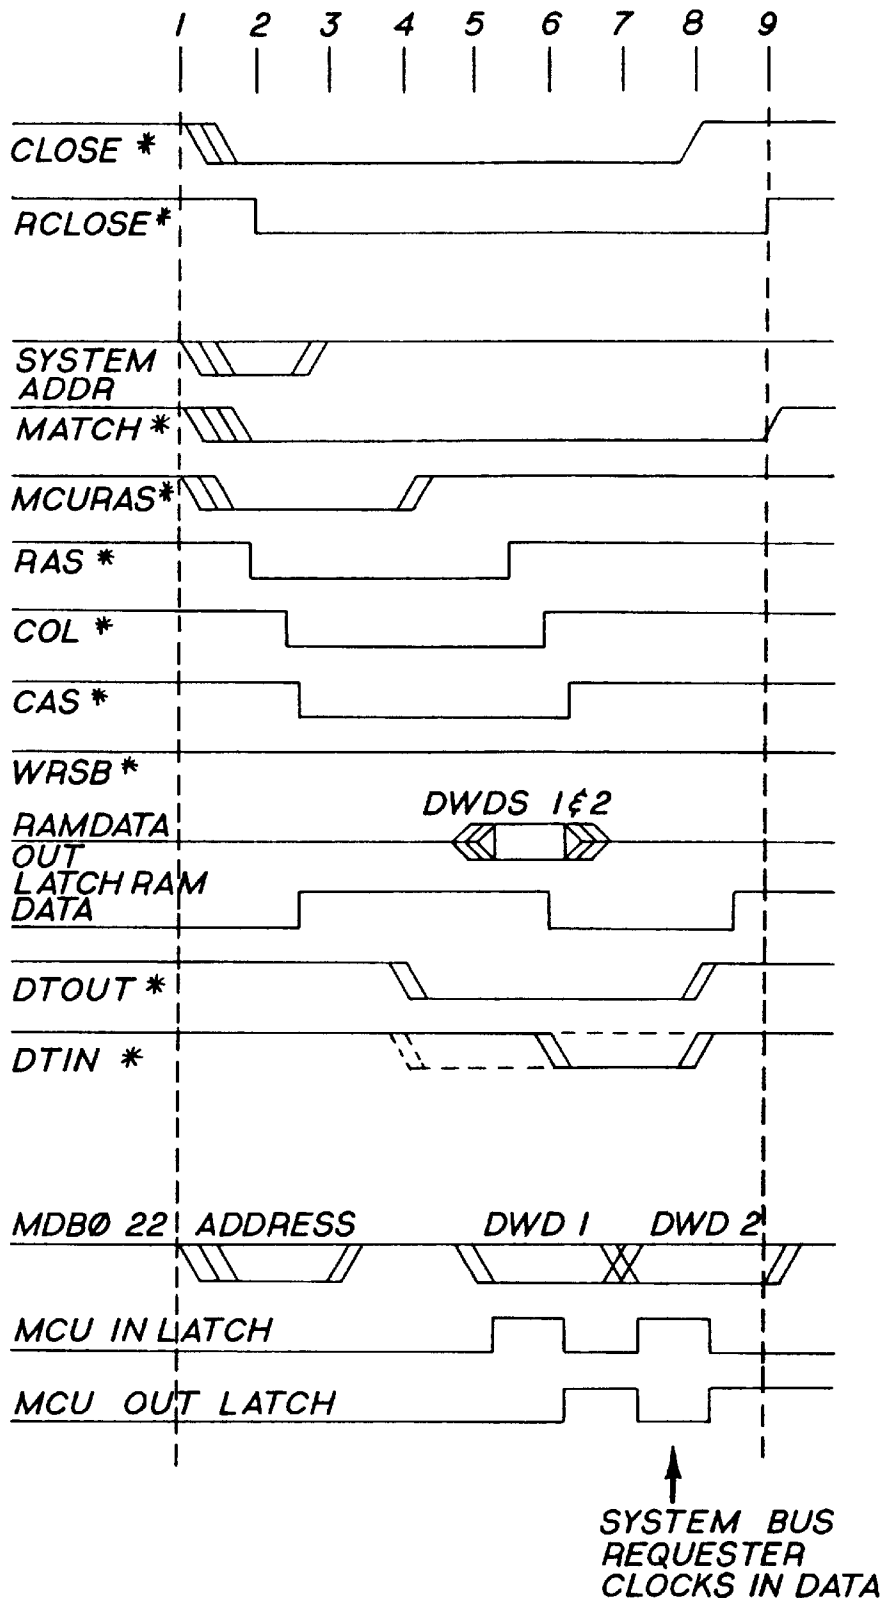 1 2 3 4 5 6 7 8 9
CLOSE *
RCLOSE*
SYSTEM
ADDR
MATCH *
MCURAS*
RAS *
COL *
CAS *
WRSB *
DWDS 1&2
RAMDATA
OUT
LATCH RAM
DATA
DTOUT *
DTIN *
MDBØ 22 ADDRESS DWD 1 DWD 2
MCU IN LATCH
MCU OUT LATCH
SYSTEM BUS
REQUESTER
CLOCKS IN DATA